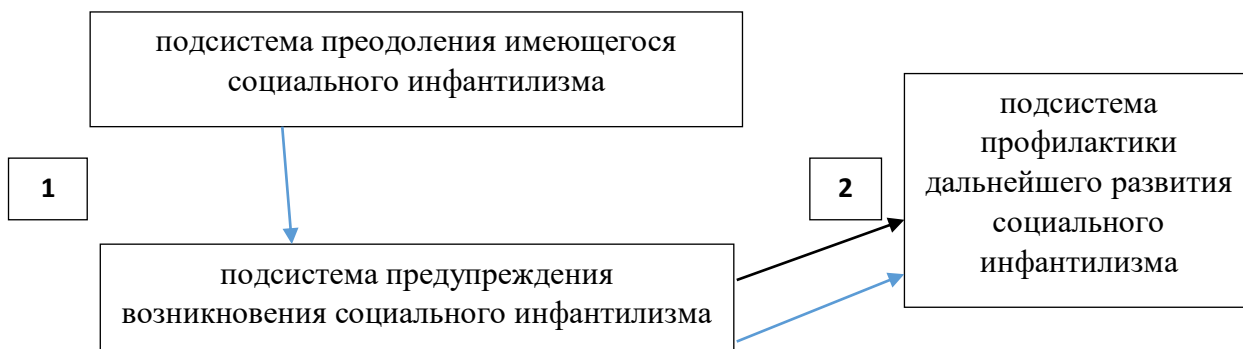 подсистема преодоления имеющегося
социального инфантилизма
1
2
подсистема
профилактики
дальнейшего развития
социального
инфантилизма
подсистема предупреждения
возникновения социального инфантилизма